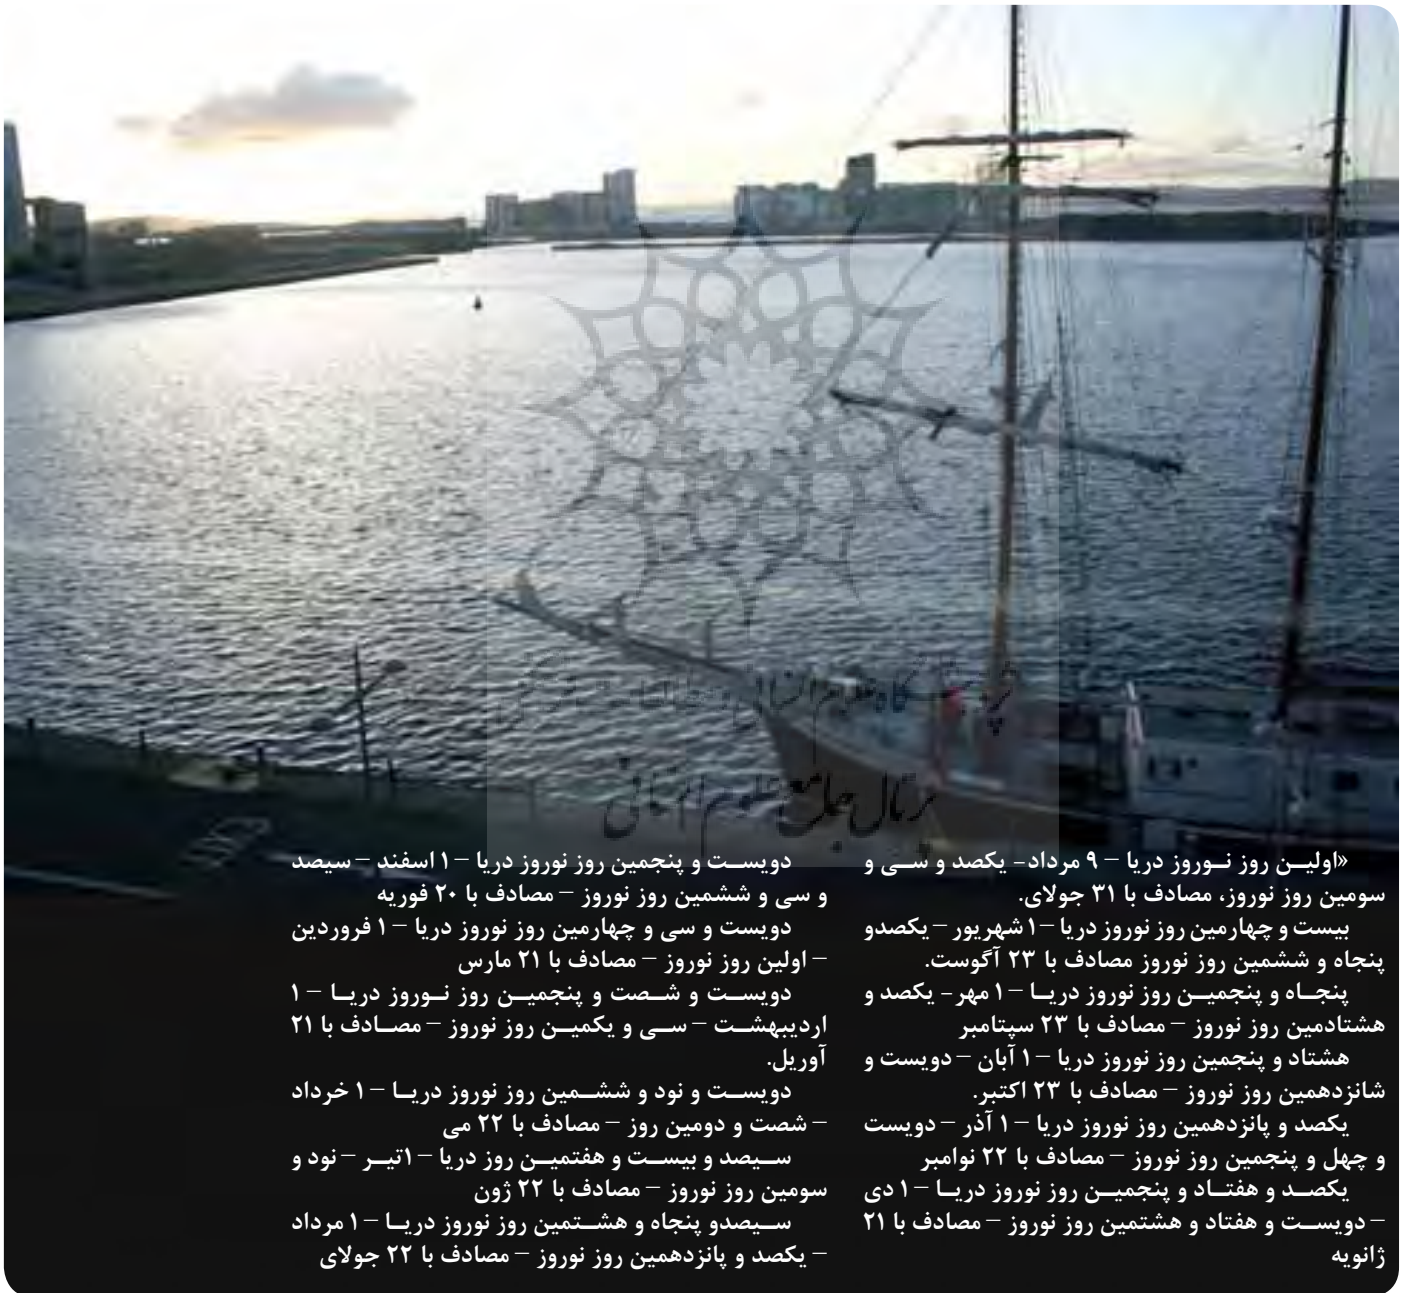 پژوهشگاه علوم انسانی و مطالعات فرهنگی
پرتال جامع علوم انسانی
«اولین روز نوروز دریا – ۹ مرداد- یکصد و سی و
سومین روز نوروز، مصادف با ۳۱ جولای.
بیست و چهارمین روز نوروز دریا – ۱ شهریور – یکصدو
پنجاه و ششمین روز نوروز مصادف با ۲۳ آگوست.
پنجاه و پنجمین روز نوروز دریا – ۱ مهر- یکصد و
هشتادمین روز نوروز – مصادف با ۲۳ سپتامبر
هشتاد و پنجمین روز نوروز دریا – ۱ آبان – دویست و
شانزدهمین روز نوروز – مصادف با ۲۳ اکتبر.
یکصد و پانزدهمین روز نوروز دریا – ۱ آذر – دویست
و چهل و پنجمین روز نوروز – مصادف با ۲۲ نوامبر
یکصد و هفتاد و پنجمین روز نوروز دریا – ۱ دی
– دویست و هفتاد و هشتمین روز نوروز – مصادف با ۲۱
ژانویه
دویست و پنجمین روز نوروز دریا – ۱ اسفند – سیصد
و سی و ششمین روز نوروز – مصادف با ۲۰ فوریه
دویست و سی و چهارمین روز نوروز دریا – ۱ فروردین
– اولین روز نوروز – مصادف با ۲۱ مارس
دویست و شصت و پنجمین روز نوروز دریا – ۱
اردیبهشت – سی و یکمین روز نوروز – مصادف با ۲۱
آوریل.
دویست و نود و ششمین روز نوروز دریا – ۱ خرداد
– شصت و دومین روز – مصادف با ۲۲ می
سیصد و بیست و هفتمین روز دریا – ۱تیر – نود و
سومین روز نوروز – مصادف با ۲۲ ژون
سیصدو پنجاه و هشتمین روز نوروز دریا – ۱ مرداد
– یکصد و پانزدهمین روز نوروز – مصادف با ۲۲ جولای